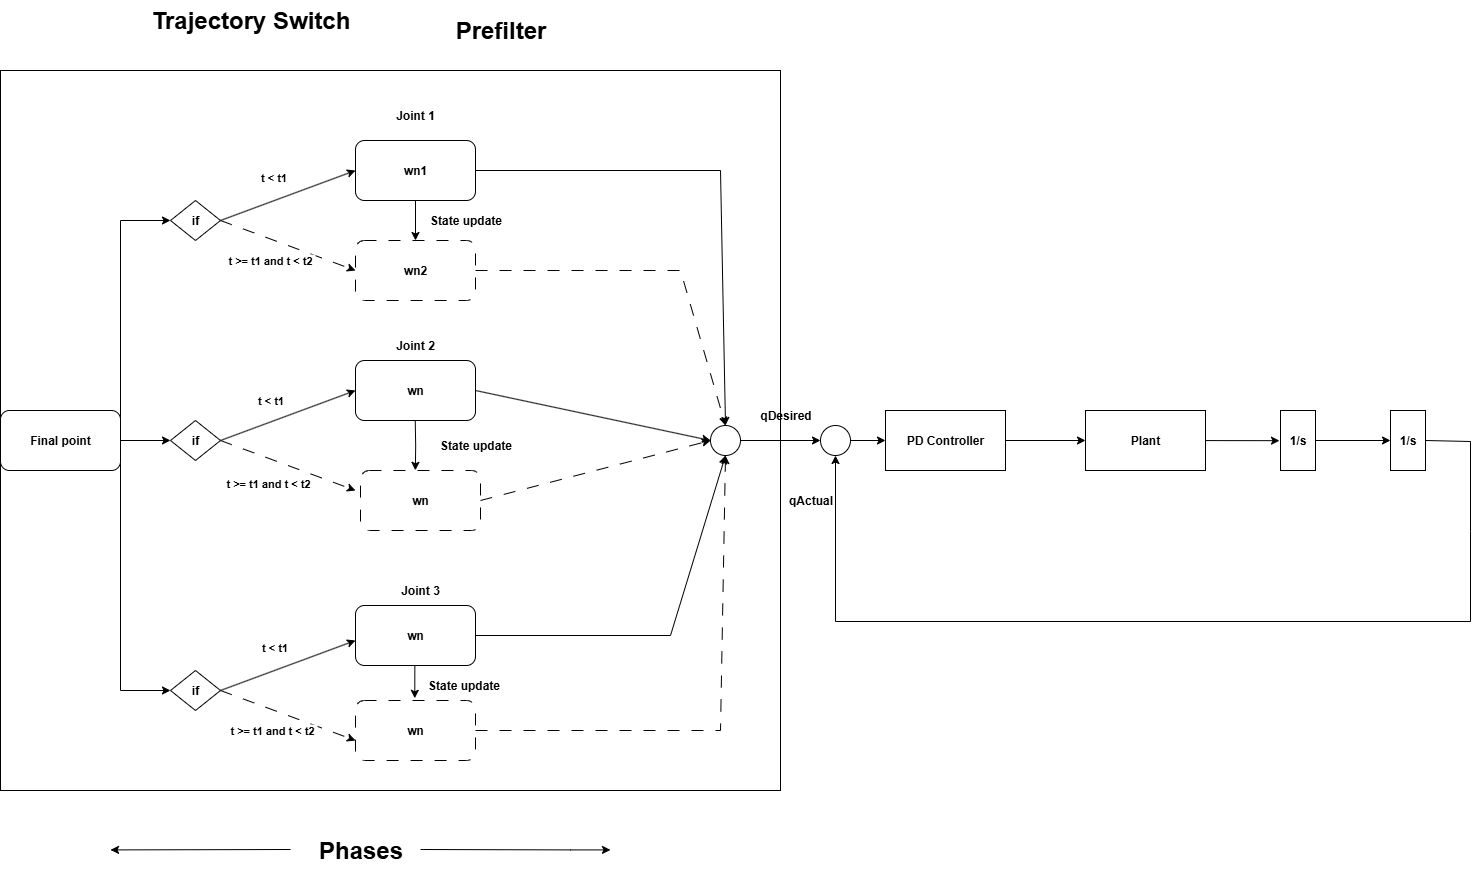 Trajectory Switch
Prefilter
Joint 1
wn1
t < t1
State update
if
t >= t1 and t < t2
wn2
Joint 2
wn
t < t1
State update
Final point
if
t >= t1 and t < t2
wn
qDesired
PD Controller
Plant
1/s
1/s
qActual
Joint 3
wn
t < t1
State update
if
t >= t1 and t < t2
wn
Phases